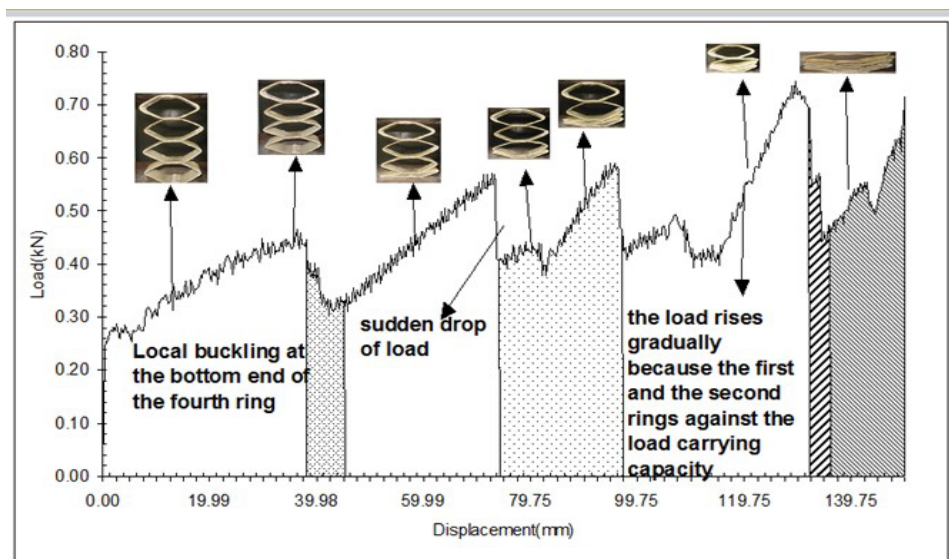 0.80
0.70
0.60
0.50
0.40
0.30
0.20
0.10
0.00
Load(kN)
Local buckling at
the bottom end of
the fourth ring
sudden drop
of load
the load rises
gradually
because the first
and the second
rings against the
load carrying
capacity
0.00 19.99 39.98 59.99 79.75 99.75 119.75 139.75
Displacement(mm)